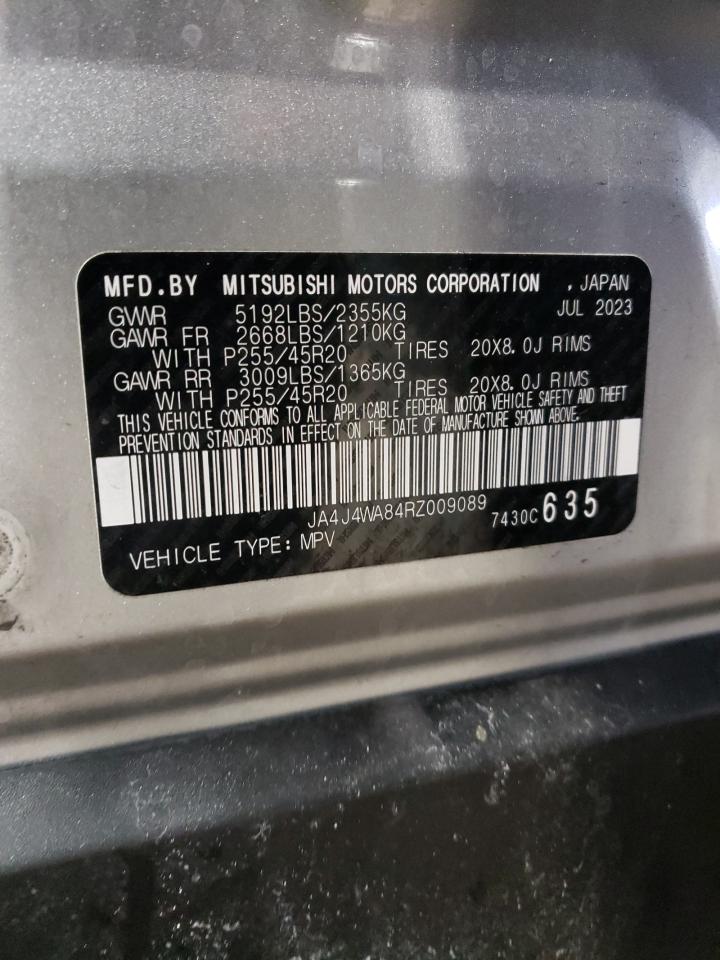 MFD.BY MITSUBISHI MOTORS CORPORATION , JAPAN
GVWR 5192LBS/2355KG JUL 2023
GAWR FR 2668LBS/1210KG
WITH P255/45R20 TIRES 20X8.0J RIMS
GAWR RR 3009LBS/1365KG
WITH P255/45R20 TIRES 20X8.0J RIMS
THIS VEHICLE CONFORMS TO ALL APPLICABLE FEDERAL MOTOR VEHICLE SAFETY AND THEFT
PREVENTION STANDARDS IN EFFECT ON THE DATE OF MANUFACTURE SHOWN ABOVE.
JA4J4WA84RZ009089 7430C635
VEHICLE TYPE: MPV